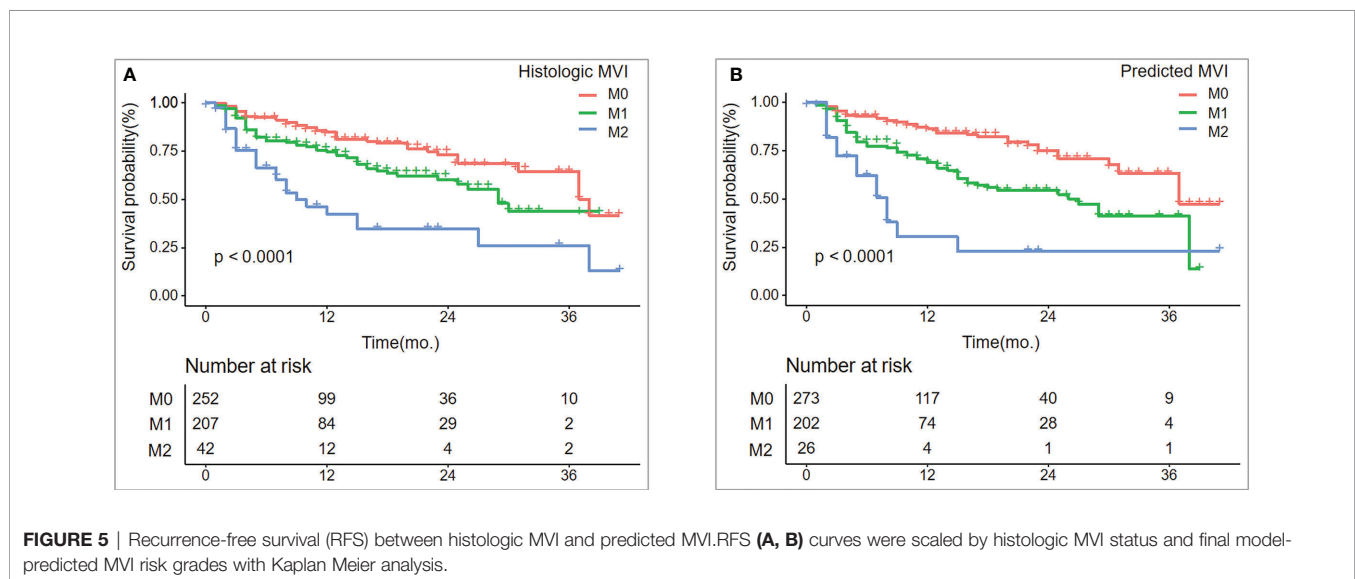 A
Histologic MVI
M0
M1
M2
Survival probability(%)
1.00
0.75
0.50
0.25
0.00
p < 0.0001
0 12 24 36
Time(mo.)
Number at risk
M0 252 99 36 10
M1 207 84 29 2
M2 42 12 4 2
0 12 24 36
B
Predicted MVI
M0
M1
M2
Survival probability(%)
1.00
0.75
0.50
0.25
0.00
p < 0.0001
0 12 24 36
Time(mo.)
Number at risk
M0 273 117 40 9
M1 202 74 28 4
M2 26 4 1 1
0 12 24 36
FIGURE 5 | Recurrence-free survival (RFS) between histologic MVI and predicted MVI.RFS (A, B) curves were scaled by histologic MVI status and final model-
predicted MVI risk grades with Kaplan Meier analysis.